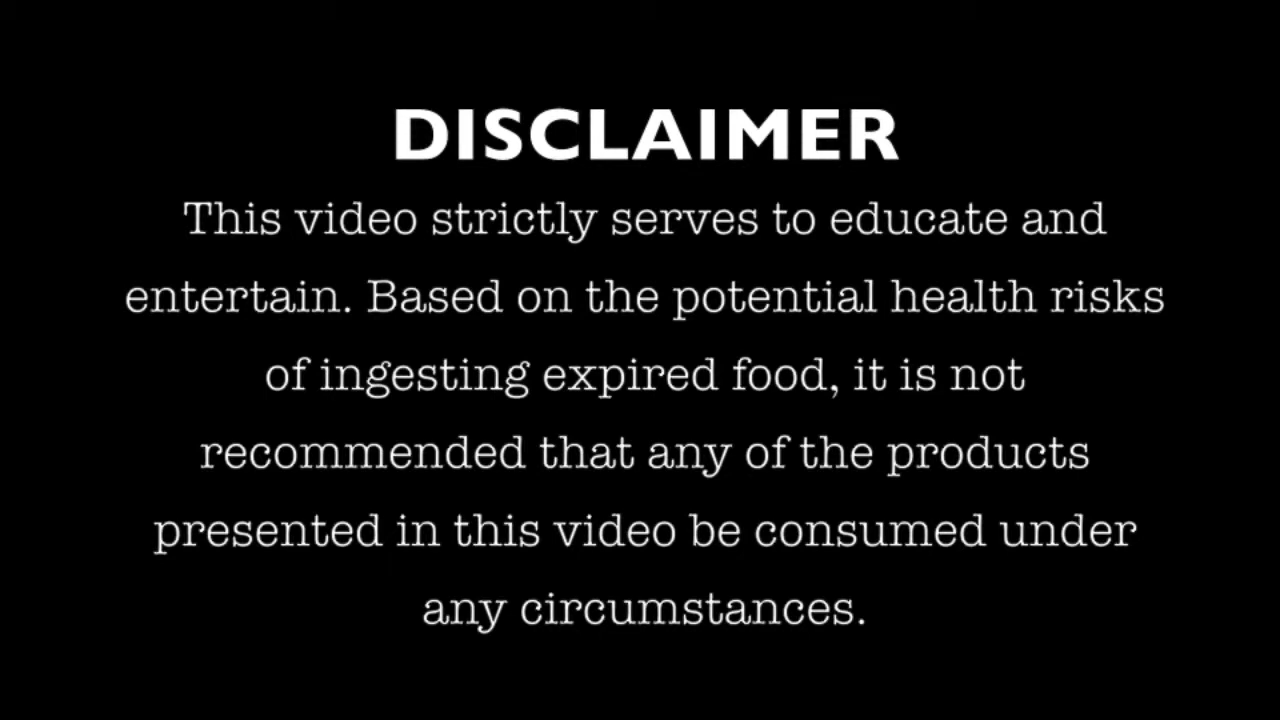 DISCLAIMER
This video strictly serves to educate and
entertain. Based on the potential health risks
of ingesting expired food, it is not
recommended that any of the products
presented in this video be consumed under
any circumstances.